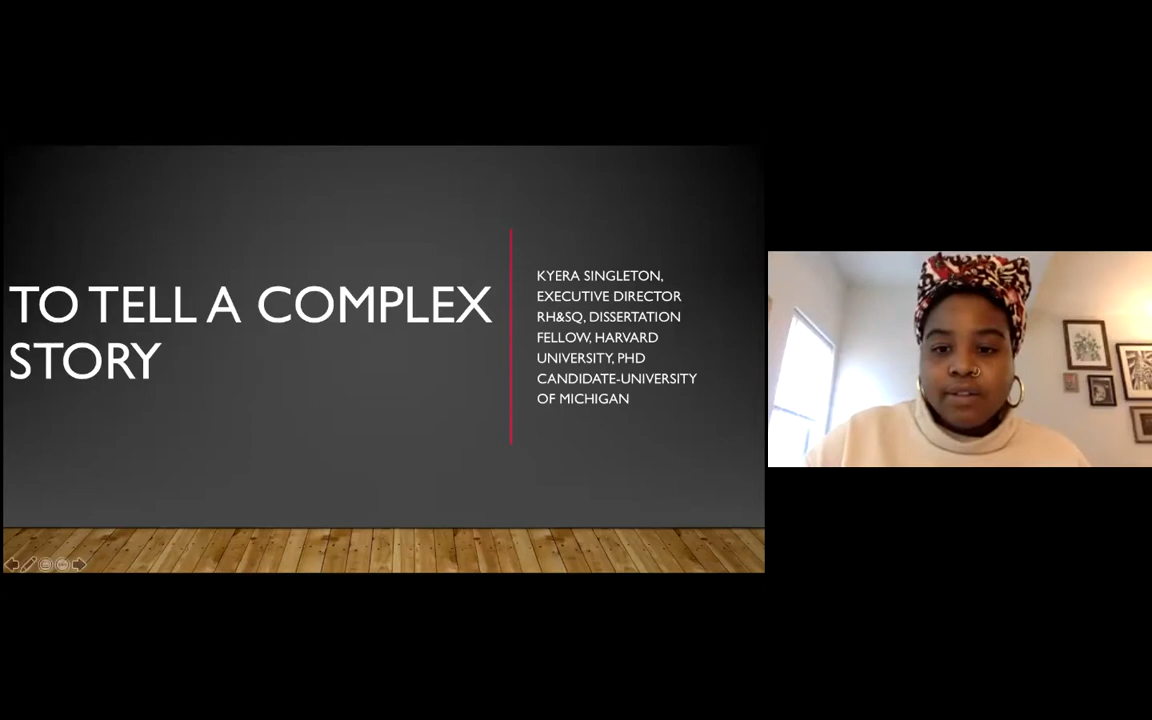 TO TELL A COMPLEX
STORY
KYERA SINGLETON,
EXECUTIVE DIRECTOR
RH&SQ, DISSERTATION
FELLOW, HARVARD
UNIVERSITY, PHD
CANDIDATE-UNIVERSITY
OF MICHIGAN